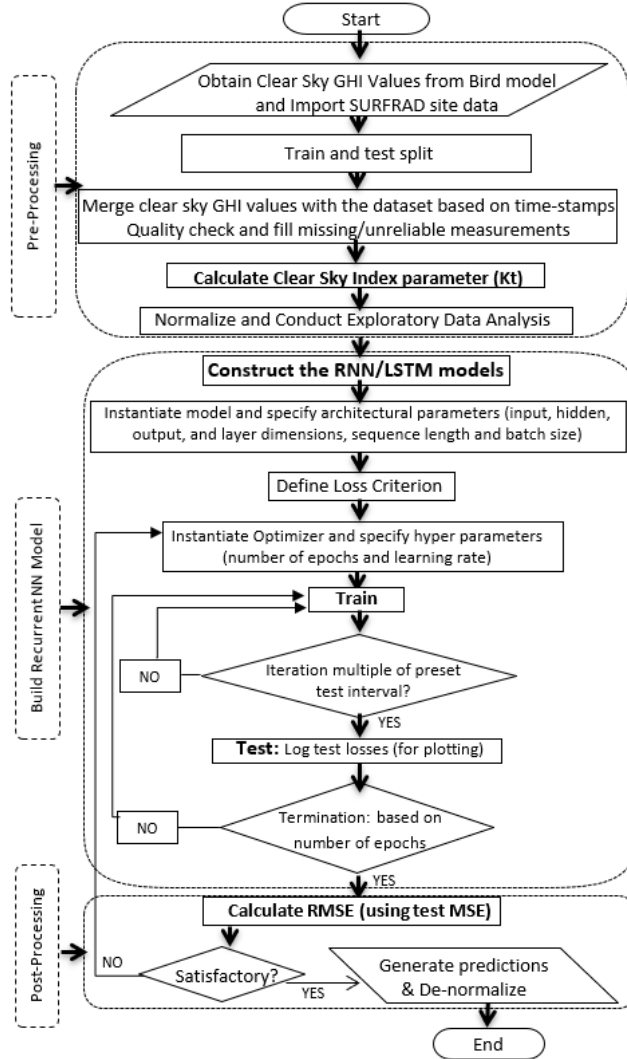 Start
Pre-Processing
Obtain Clear Sky GHI Values from Bird model
and Import SURFRAD site data
Train and test split
Merge clear sky GHI values with the dataset based on time-stamps
Quality check and fill missing/unreliable measurements
Calculate Clear Sky Index parameter (Kt)
Normalize and Conduct Exploratory Data Analysis
Build Recurrent NN Model
Construct the RNN/LSTM models
Instantiate model and specify architectural parameters (input, hidden,
output, and layer dimensions, sequence length and batch size)
Define Loss Criterion
Instantiate Optimizer and specify hyper parameters
(number of epochs and learning rate)
Train
NO
Iteration multiple of preset
test interval?
YES
Test: Log test losses (for plotting)
NO
Termination: based on
number of epochs
YES
Post-Processing
Calculate RMSE (using test MSE)
NO
Satisfactory?
YES
Generate predictions
& De-normalize
End